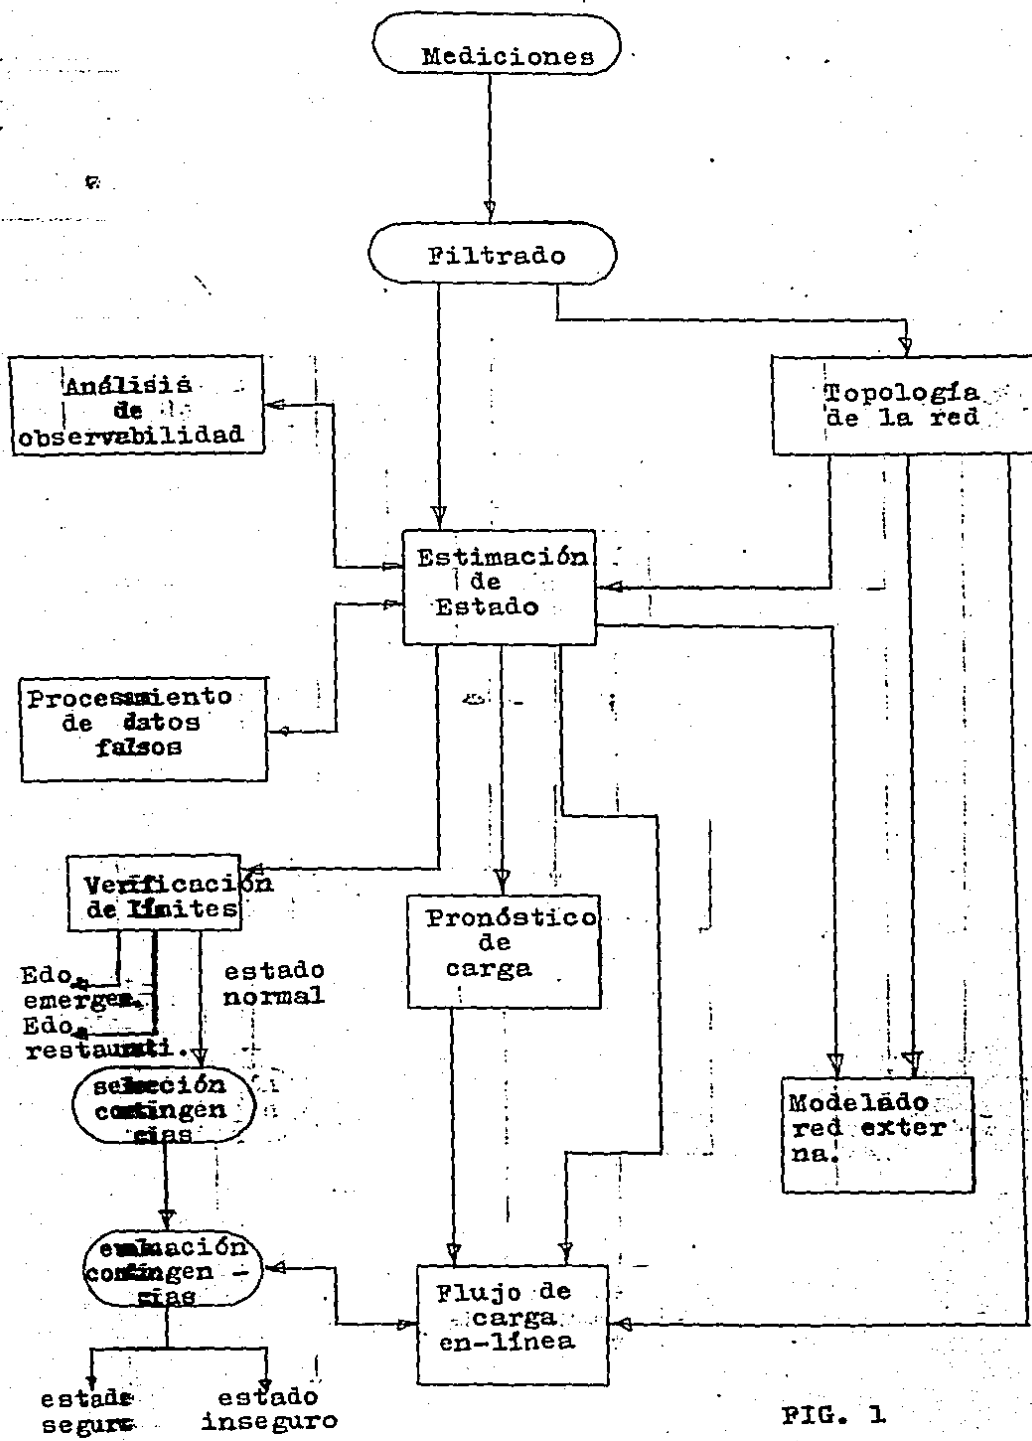 Mediciones
Filtrado
Análisis
de
observabilidad
Topología
de la red
Estimación
de
Estado
Procesamiento
de datos
falsos
Verificación
de límites
Pronóstico
de
carga
Edo.
emergen.
estado
normal
Edo.
restaurati.
selección
contingen
cias
Modelado
red exter
na.
evaluación
contingen -
cias
Flujo de
carga
en-línea
estado
seguro
estado
inseguro
FIG. 1